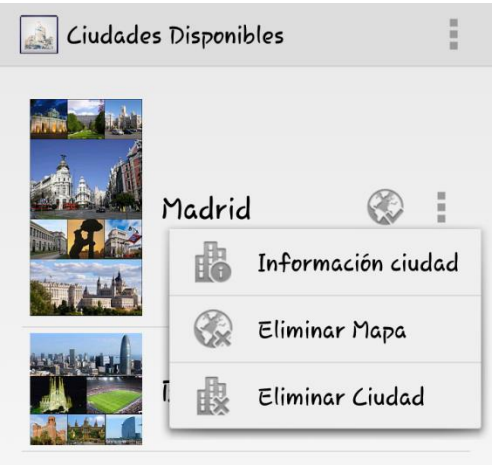 Ciudades Disponibles
Madrid
Información ciudad
Eliminar Mapa
Eliminar Ciudad